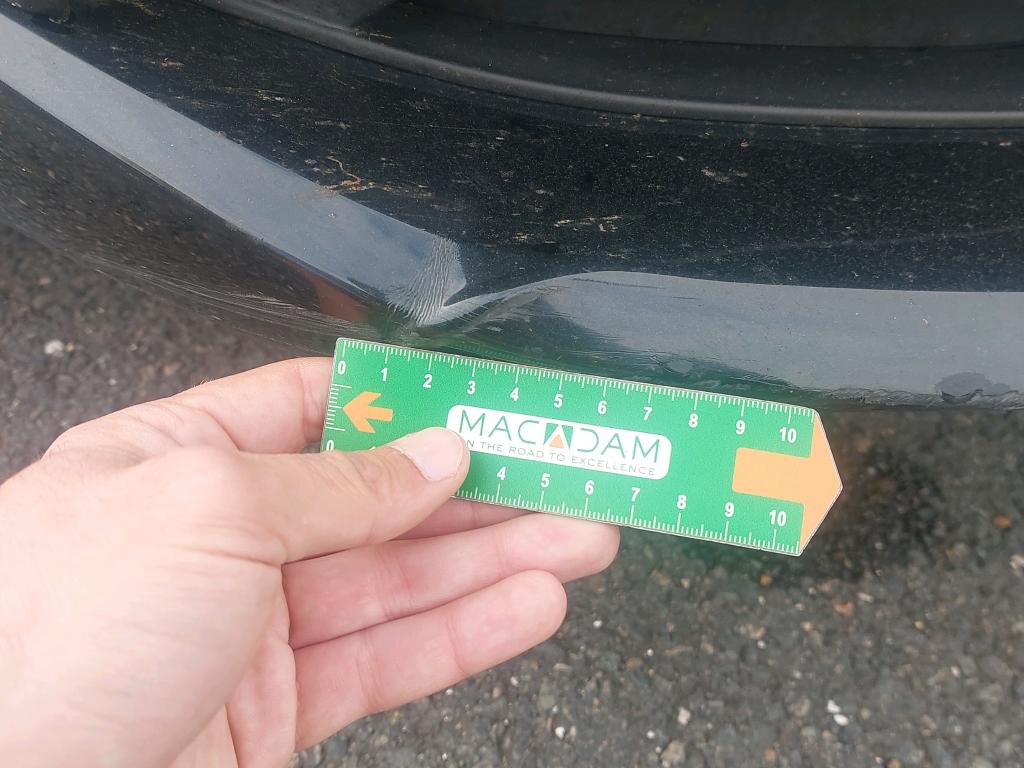 0 1 2 3 4 5 6 7 8 9 10
MACADAM
N THE ROAD TO EXCELLENCE
0 4 5 6 7 8 9 10